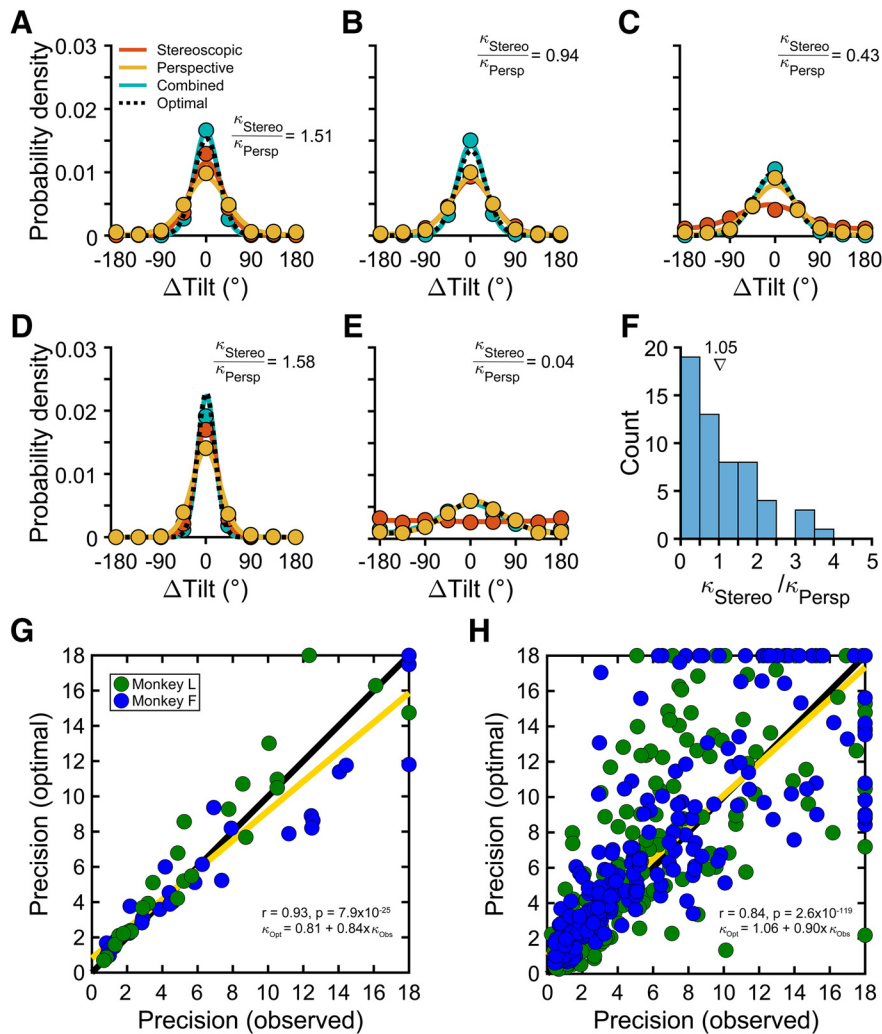 A
B
C
0.03
0.02
0.01
0
Probability density
Stereoscopic
Perspective
Combined
Optimal
κStereo
κPersp = 1.51
κStereo
κPersp = 0.94
κStereo
κPersp = 0.43
-180 -90 0 90 180
-180 -90 0 90 180
-180 -90 0 90 180
ΔTilt (°)
ΔTilt (°)
ΔTilt (°)
D
E
F
0.03
0.02
0.01
0
Probability density
κStereo
κPersp = 1.58
κStereo
κPersp = 0.04
1.05
20
15
10
5
0
Count
-180 -90 0 90 180
-180 -90 0 90 180
0 1 2 3 4 5
ΔTilt (°)
ΔTilt (°)
κStereo /κPersp
G
18
16
14
12
10
8
6
4
2
0
Precision (optimal)
Monkey L
Monkey F
r = 0.93, p = 7.9x10-25
κOpt = 0.81 + 0.84x κObs
0 2 4 6 8 10 12 14 16 18
Precision (observed)
H
18
16
14
12
10
8
6
4
2
0
Precision (optimal)
r = 0.84, p = 2.6x10-119
κOpt = 1.06 + 0.90x κObs
0 2 4 6 8 10 12 14 16 18
Precision (observed)